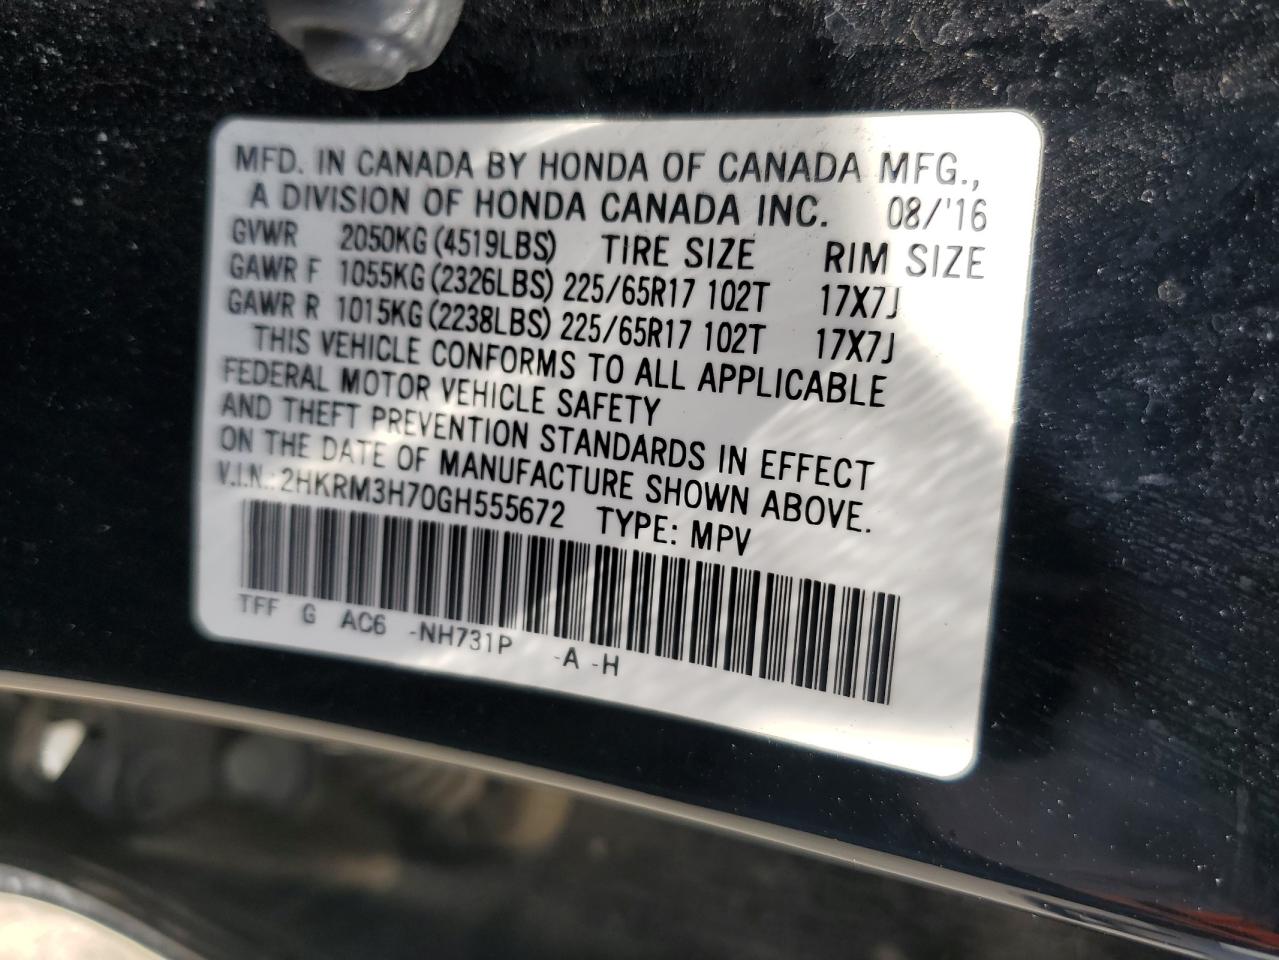 MFD. IN CANADA BY HONDA OF CANADA MFG.,
A DIVISION OF HONDA CANADA INC. 08/'16
GVWR 2050KG (4519LBS) TIRE SIZE RIM SIZE
GAWR F 1055KG (2326LBS) 225/65R17 102T 17X7J
GAWR R 1015KG (2238LBS) 225/65R17 102T 17X7J
THIS VEHICLE CONFORMS TO ALL APPLICABLE
FEDERAL MOTOR VEHICLE SAFETY
AND THEFT PREVENTION STANDARDS IN EFFECT
ON THE DATE OF MANUFACTURE SHOWN ABOVE.
V.I.N.: 2HKRM3H70GH555672 TYPE: MPV
TFF G AC6 -NH731P -A -H